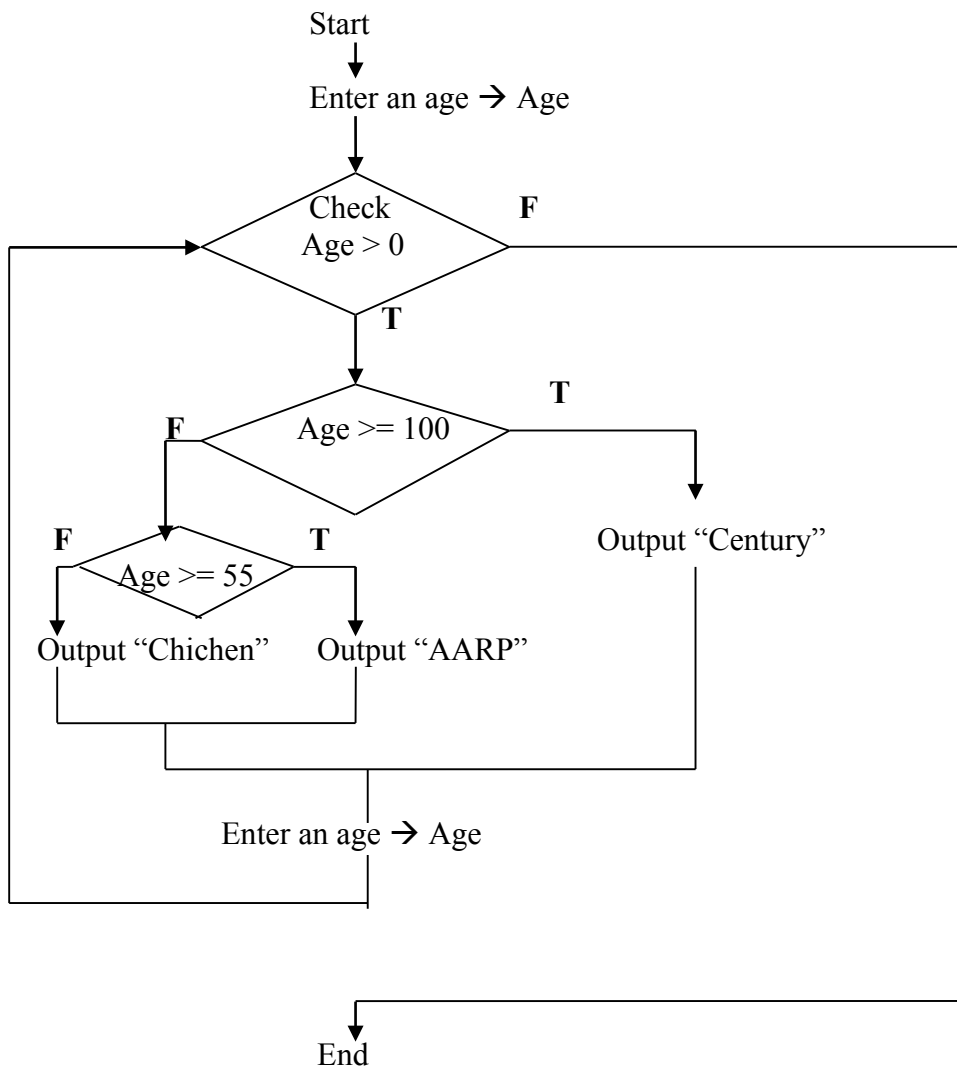 Start
Enter an age → Age
Check
Age > 0
F
T
Age >= 100
T
F
Age >= 55
F
T
Output “Century”
Output “Chichen”
Output “AARP”
Enter an age → Age
End